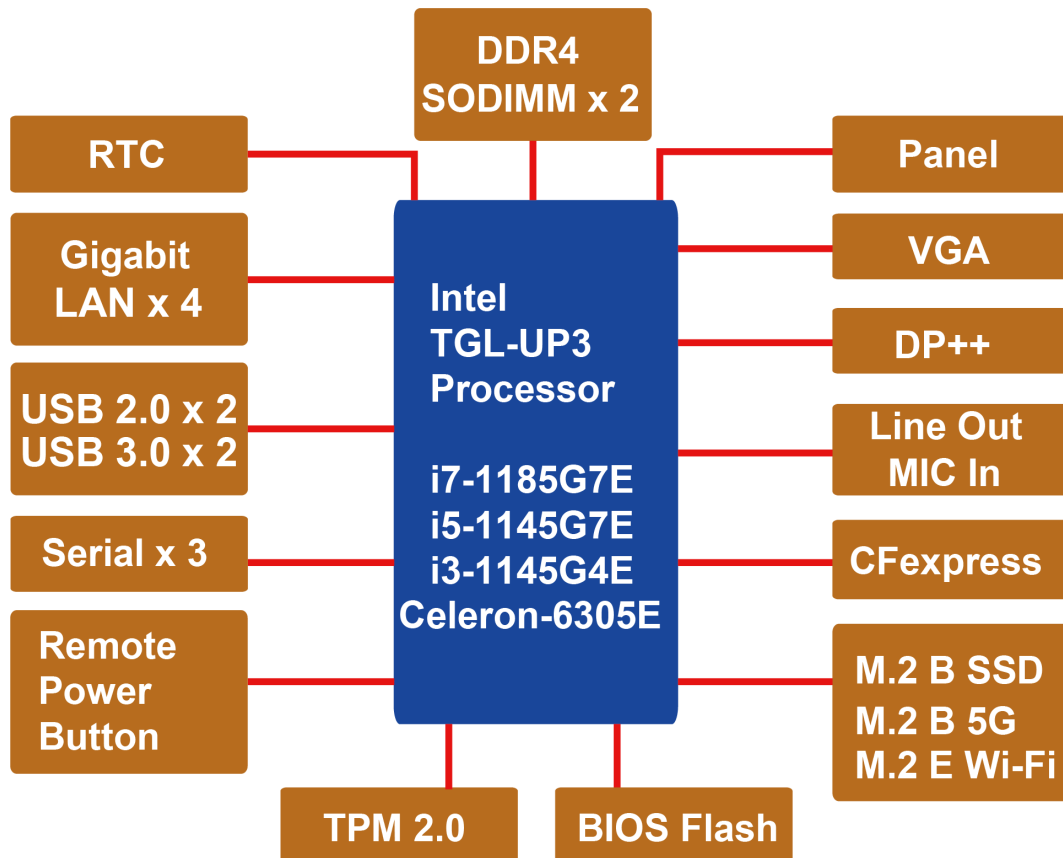 DDR4
SODIMM x 2
RTC
Panel
Gigabit
LAN x 4
VGA
Intel
TGL-UP3
Processor
DP++
USB 2.0 x 2
USB 3.0 x 2
Line Out
MIC In
i7-1185G7E
i5-1145G7E
i3-1145G4E
Celeron-6305E
Serial x 3
CFexpress
Remote
Power
Button
M.2 B SSD
M.2 B 5G
M.2 E Wi-Fi
TPM 2.0
BIOS Flash